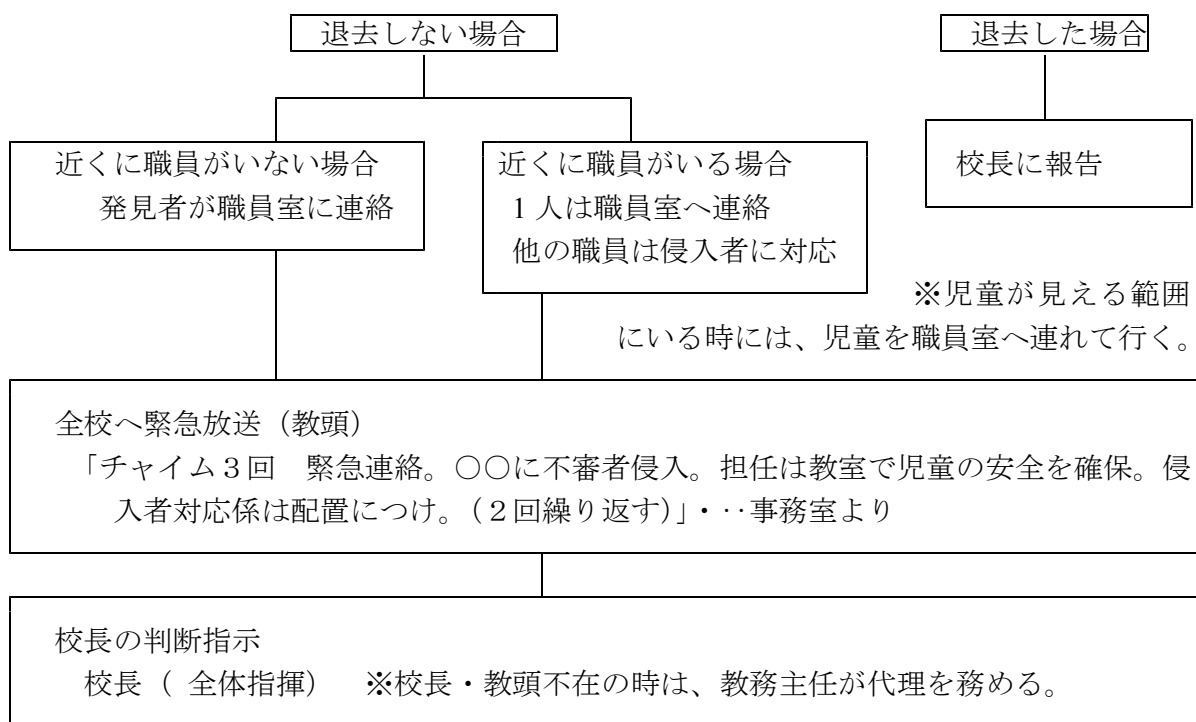 退去しない場合
退去した場合
近くに職員がいない場合
発見者が職員室に連絡
近くに職員がいる場合
1人は職員室へ連絡
他の職員は侵入者に対応
校長に報告
※児童が見える範囲
にいる時には、児童を職員室へ連れて行く。
全校へ緊急放送（教頭）
「チャイム３回　緊急連絡。○○に不審者侵入。担任は教室で児童の安全を確保。侵
入者対応係は配置につけ。（２回繰り返す）」・‥事務室より
校長の判断指示
校長（ 全体指揮）　※校長・教頭不在の時は、教務主任が代理を務める。